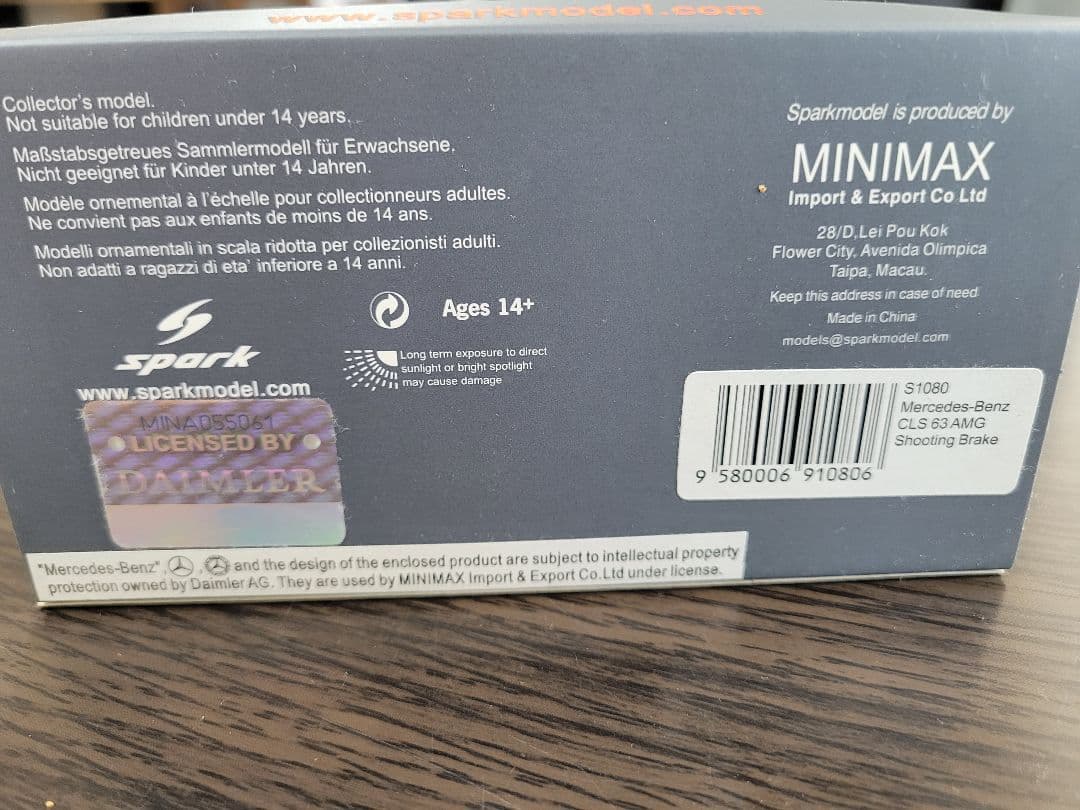 www.sparkmodel.com
Collector's model.
Not suitable for children under 14 years.
Maßstabsgetreues Sammlermodell für Erwachsene.
Nicht geeignet für Kinder unter 14 Jahren.
Modèle ornemental à l'échelle pour collectionneurs adultes.
Ne convient pas aux enfants de moins de 14 ans.
Modelli ornamentali in scala ridotta per collezionisti adulti.
Non adatti a ragazzi di eta' inferiore a 14 anni.
spark
www.sparkmodel.com
Ages 14+
Long term exposure to direct
sunlight or bright spotlight
may cause damage
MINAD55061
LICENSED BY
DAIMLER
"Mercedes-Benz", , and the design of the enclosed product are subject to intellectual property
protection owned by Daimler AG. They are used by MINIMAX Import & Export Co.Ltd under license.
Sparkmodel is produced by
MINIMAX
Import & Export Co Ltd
28/D,Lei Pou Kok
Flower City, Avenida Olimpica
Taipa, Macau.
Keep this address in case of need
Made in China
models@sparkmodel.com
S1080
Mercedes-Benz
CLS 63 AMG
Shooting Brake
9 580006 910806